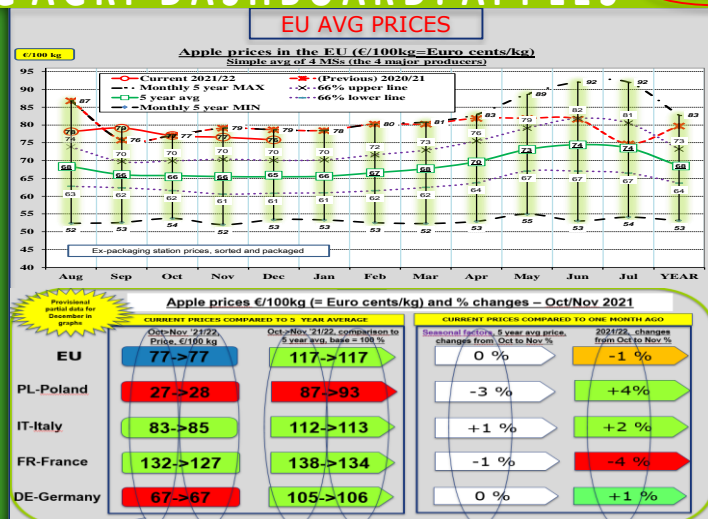 EU AVG PRICES
€/100 kg
Apple prices in the EU (€/100kg=Euro cents/kg)
Simple avg of 4 MSs (the 4 major producers)
Current 2021/22 (Previous) 2020/21
Monthly 5 year MAX 66% upper line
5 year avg 66% lower line
Monthly 5 year MIN
95
90
85
80
75
70
65
60
55
50
45
40
87 76 77 79 79 78 80 81 83 89 92 92 83
78 79 77 77 76
74 70 70 70 70 70 72 73 76 79 82 81 73
68 66 66 66 65 66 67 68 70 73 74 74 68
63 62 62 61 61 61 62 62 64 67 67 67 64
52 53 54 52 53 53 53 52 53 55 53 54 53
Ex-packaging station prices, sorted and packaged
Aug Sep Oct Nov Dec Jan Feb Mar Apr May Jun Jul YEAR
Provisional
partial data for
December in
graphe
Apple prices €/100kg (= Euro cents/kg) and % changes – Oct/Nov 2021
CURRENT PRICES COMPARED TO 5 YEAR AVERAGE
CURRENT PRICES COMPARED TO ONE MONTH AGO
Oct->Nov '21/22,
Price, €/100 kg
Oct->Nov '21/22, comparison to
5 year avg, base = 100 %
Seasonal factors, 5 year avg price,
changes from Oct to Nov %
2021/22, changes
from Oct to Nov %
EU 77->77 117->117 0 % -1 %
PL-Poland 27->28 87->93 -3 % +4%
IT-Italy 83->85 112->113 +1 % +2 %
FR-France 132->127 138->134 -1 % -4 %
DE-Germany 67->67 105->106 0 % +1 %